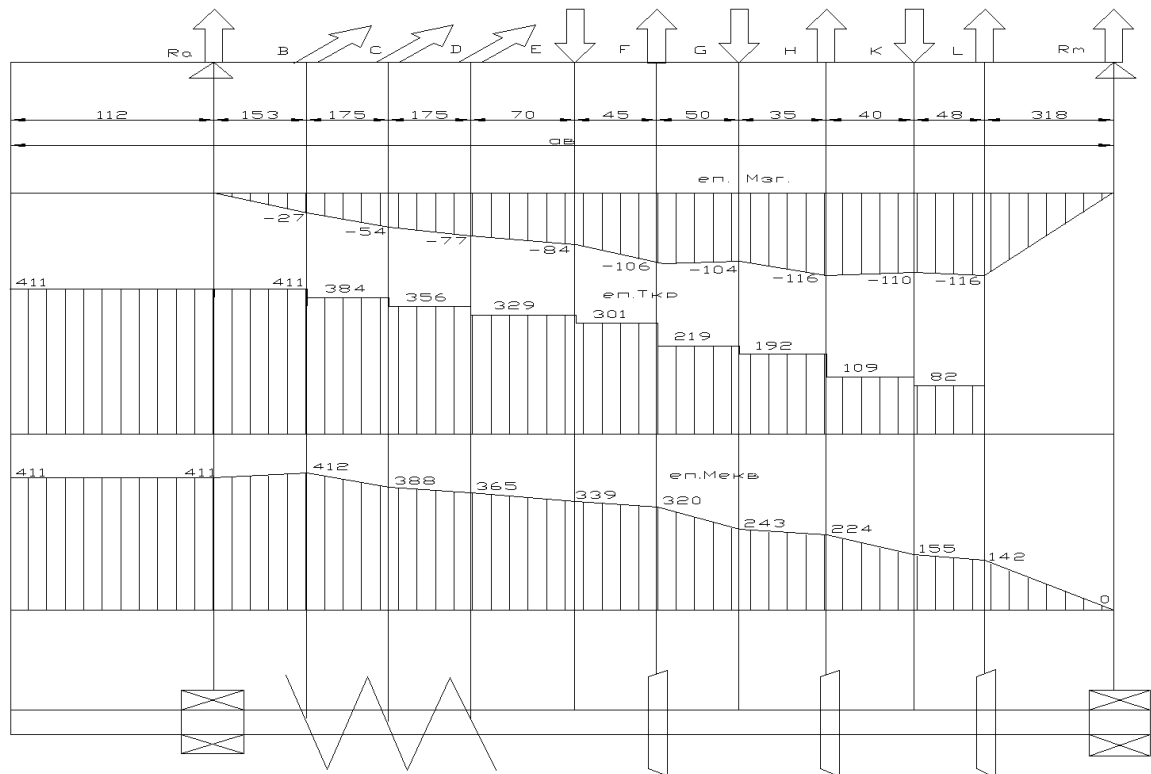 Ra B C D E F G H K L Rm
112 153 175 175 70 45 50 35 40 48 318
ав
еп. Мзг.
-27 -54 -77 -84 -106 -104 -116 -110 -116
еп.Ткр
411 411 384 356 329 301 219 192 109 82
еп.Мекв
411 411 412 388 365 339 320 243 224 155 142 0